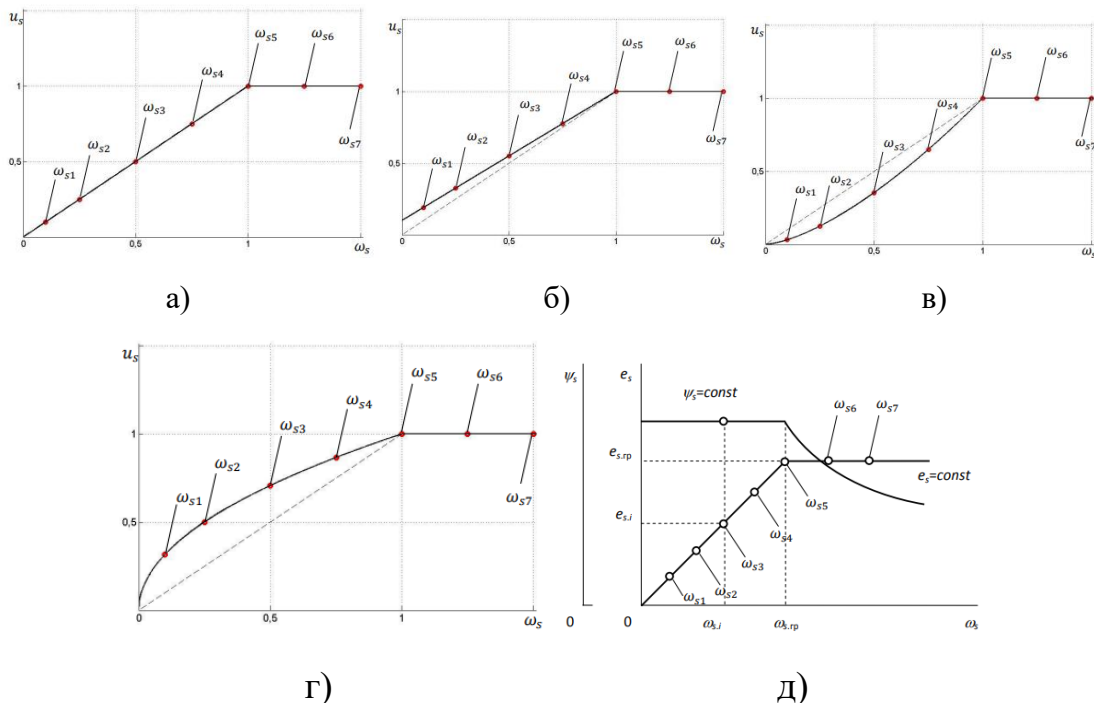 u_s
ω_s1
ω_s2
ω_s3
ω_s4
ω_s5
ω_s6
ω_s7
1
0,5
0
0,5
1
ω_s
а)
u_s
ω_s1
ω_s2
ω_s3
ω_s4
ω_s5
ω_s6
ω_s7
1
0,5
0
0,5
1
ω_s
б)
u_s
ω_s1
ω_s2
ω_s3
ω_s4
ω_s5
ω_s6
ω_s7
1
0,5
0
0,5
1
ω_s
в)
u_s
ω_s1
ω_s2
ω_s3
ω_s4
ω_s5
ω_s6
ω_s7
1
0,5
0
0,5
1
ω_s
г)
ψ_s
e_s
ψ_s=const
ω_s6
ω_s7
e_s.rp
e_s=const
ω_s5
e_s.i
ω_s4
ω_s3
ω_s2
ω_s1
0
0
ω_s.i
ω_s.rp
ω_s
д)